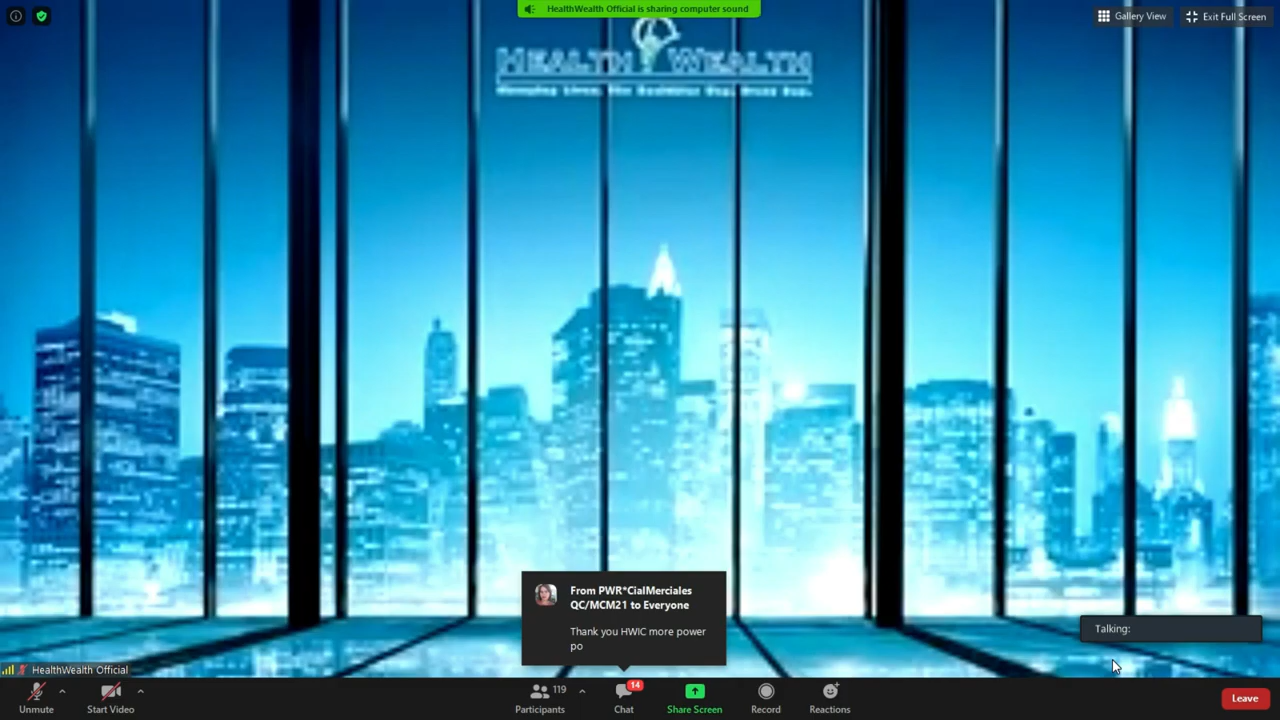 HealthWealth Official is sharing computer sound
Gallery View
Exit Full Screen
HEALTH WEALTH
From PWR*CialMerciales
QC/MCM21 to Everyone
Thank you HWIC more power
po
Talking:
HealthWealth Official
Unmute
Start Video
119
Participants
14
Chat
Share Screen
Record
Reactions
Leave